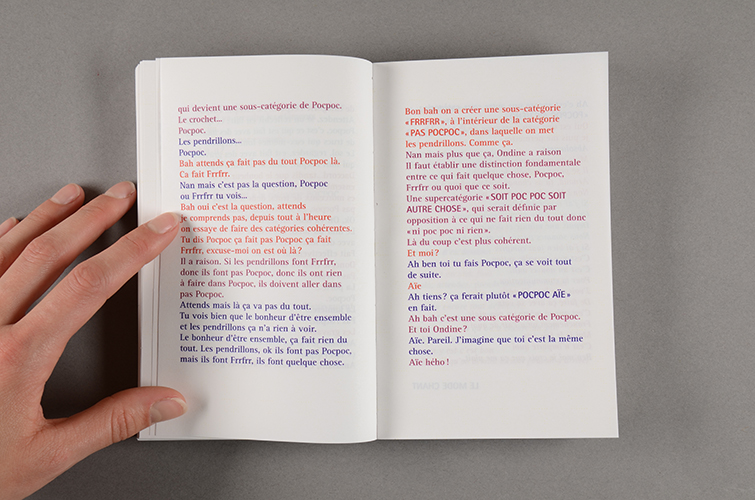 qui devient une sous-catégorie de Pocpoc.
Le crochet...
Pocpoc.
Les pendrillons...
Pocpoc.
Bah attends ça fait pas du tout Pocpoc là.
Ca fait Frrfrr.
Nan mais c'est pas la question, Pocpoc
ou Frrfrr tu vois...
Bah oui c'est la question, attends
je comprends pas, depuis tout à l'heure
on essaye de faire des catégories cohérentes.
Tu dis Pocpoc ça fait pas Pocpoc ça fait
Frrfrr, excuse-moi on est où là ?
Il a raison. Si les pendrillons font Frrfrr,
donc ils font pas Pocpoc, donc ils ont rien
à faire dans Pocpoc, ils doivent aller dans
pas Pocpoc.
Attends mais là ça va pas du tout.
Tu vois bien que le bonheur d'être ensemble
et les pendrillons ça n'a rien à voir.
Le bonheur d'être ensemble, ça fait rien du
tout. Les pendrillons, ok ils font pas Pocpoc,
mais ils font Frrfrr, ils font quelque chose.
Bon bah on a créer une sous-catégorie
« FRRFRR », à l'intérieur de la catégorie
« PAS POCPOC », dans laquelle on met
les pendrillons. Comme ça.
Nan mais plus que ça, Ondine a raison
Il faut établir une distinction fondamentale
entre ce qui fait quelque chose, Pocpoc,
Frrfrr ou quoi que ce soit.
Une supercatégorie « SOIT POC POC SOIT
AUTRE CHOSE », qui serait définie par
opposition à ce qui ne fait rien du tout donc
« ni poc poc ni rien ».
Là du coup c'est plus cohérent.
Et moi ?
Ah ben toi tu fais Pocpoc, ça se voit tout
de suite.
Aïe
Ah tiens ? ça ferait plutôt « POCPOC AÏE »
en fait.
Ah bah c'est une sous catégorie de Pocpoc.
Et toi Ondine ?
Aïe. Pareil. J'imagine que toi c'est la même
chose.
Aïe hého !